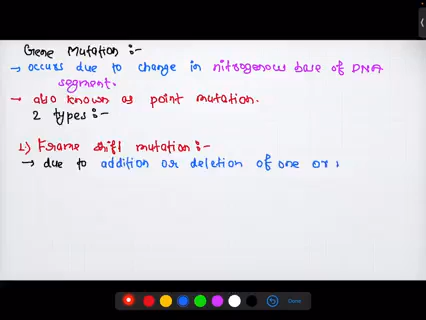 Gene Mutation :-
→ occurs due to change in nitrogenous base of DNA
segment.
→ also known as point mutation.
2 types :-
1.) Frame shift mutation :-
→ due to addition or deletion of one or
Done